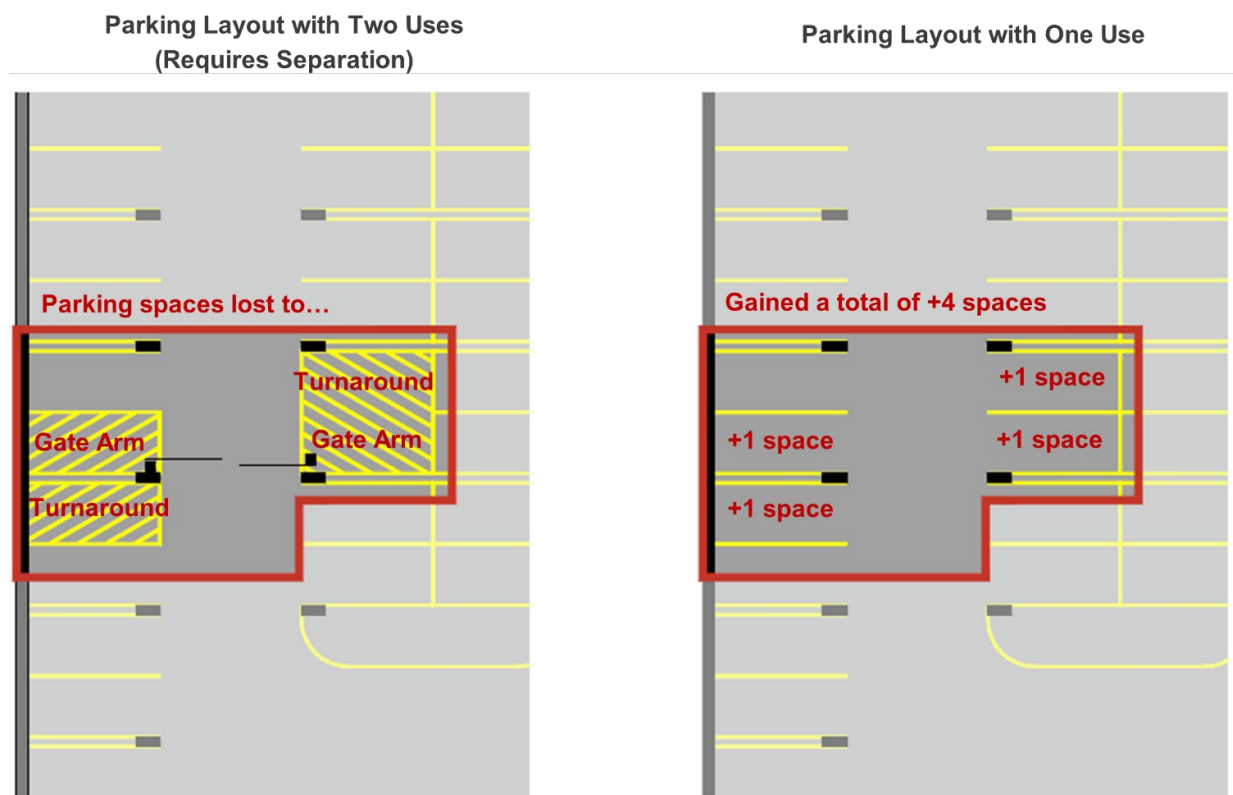 Parking Layout with Two Uses
(Requires Separation)
Parking Layout with One Use
Parking spaces lost to…
Turnaround
Gate Arm
Gate Arm
Turnaround
Gained a total of +4 spaces
+1 space
+1 space
+1 space
+1 space